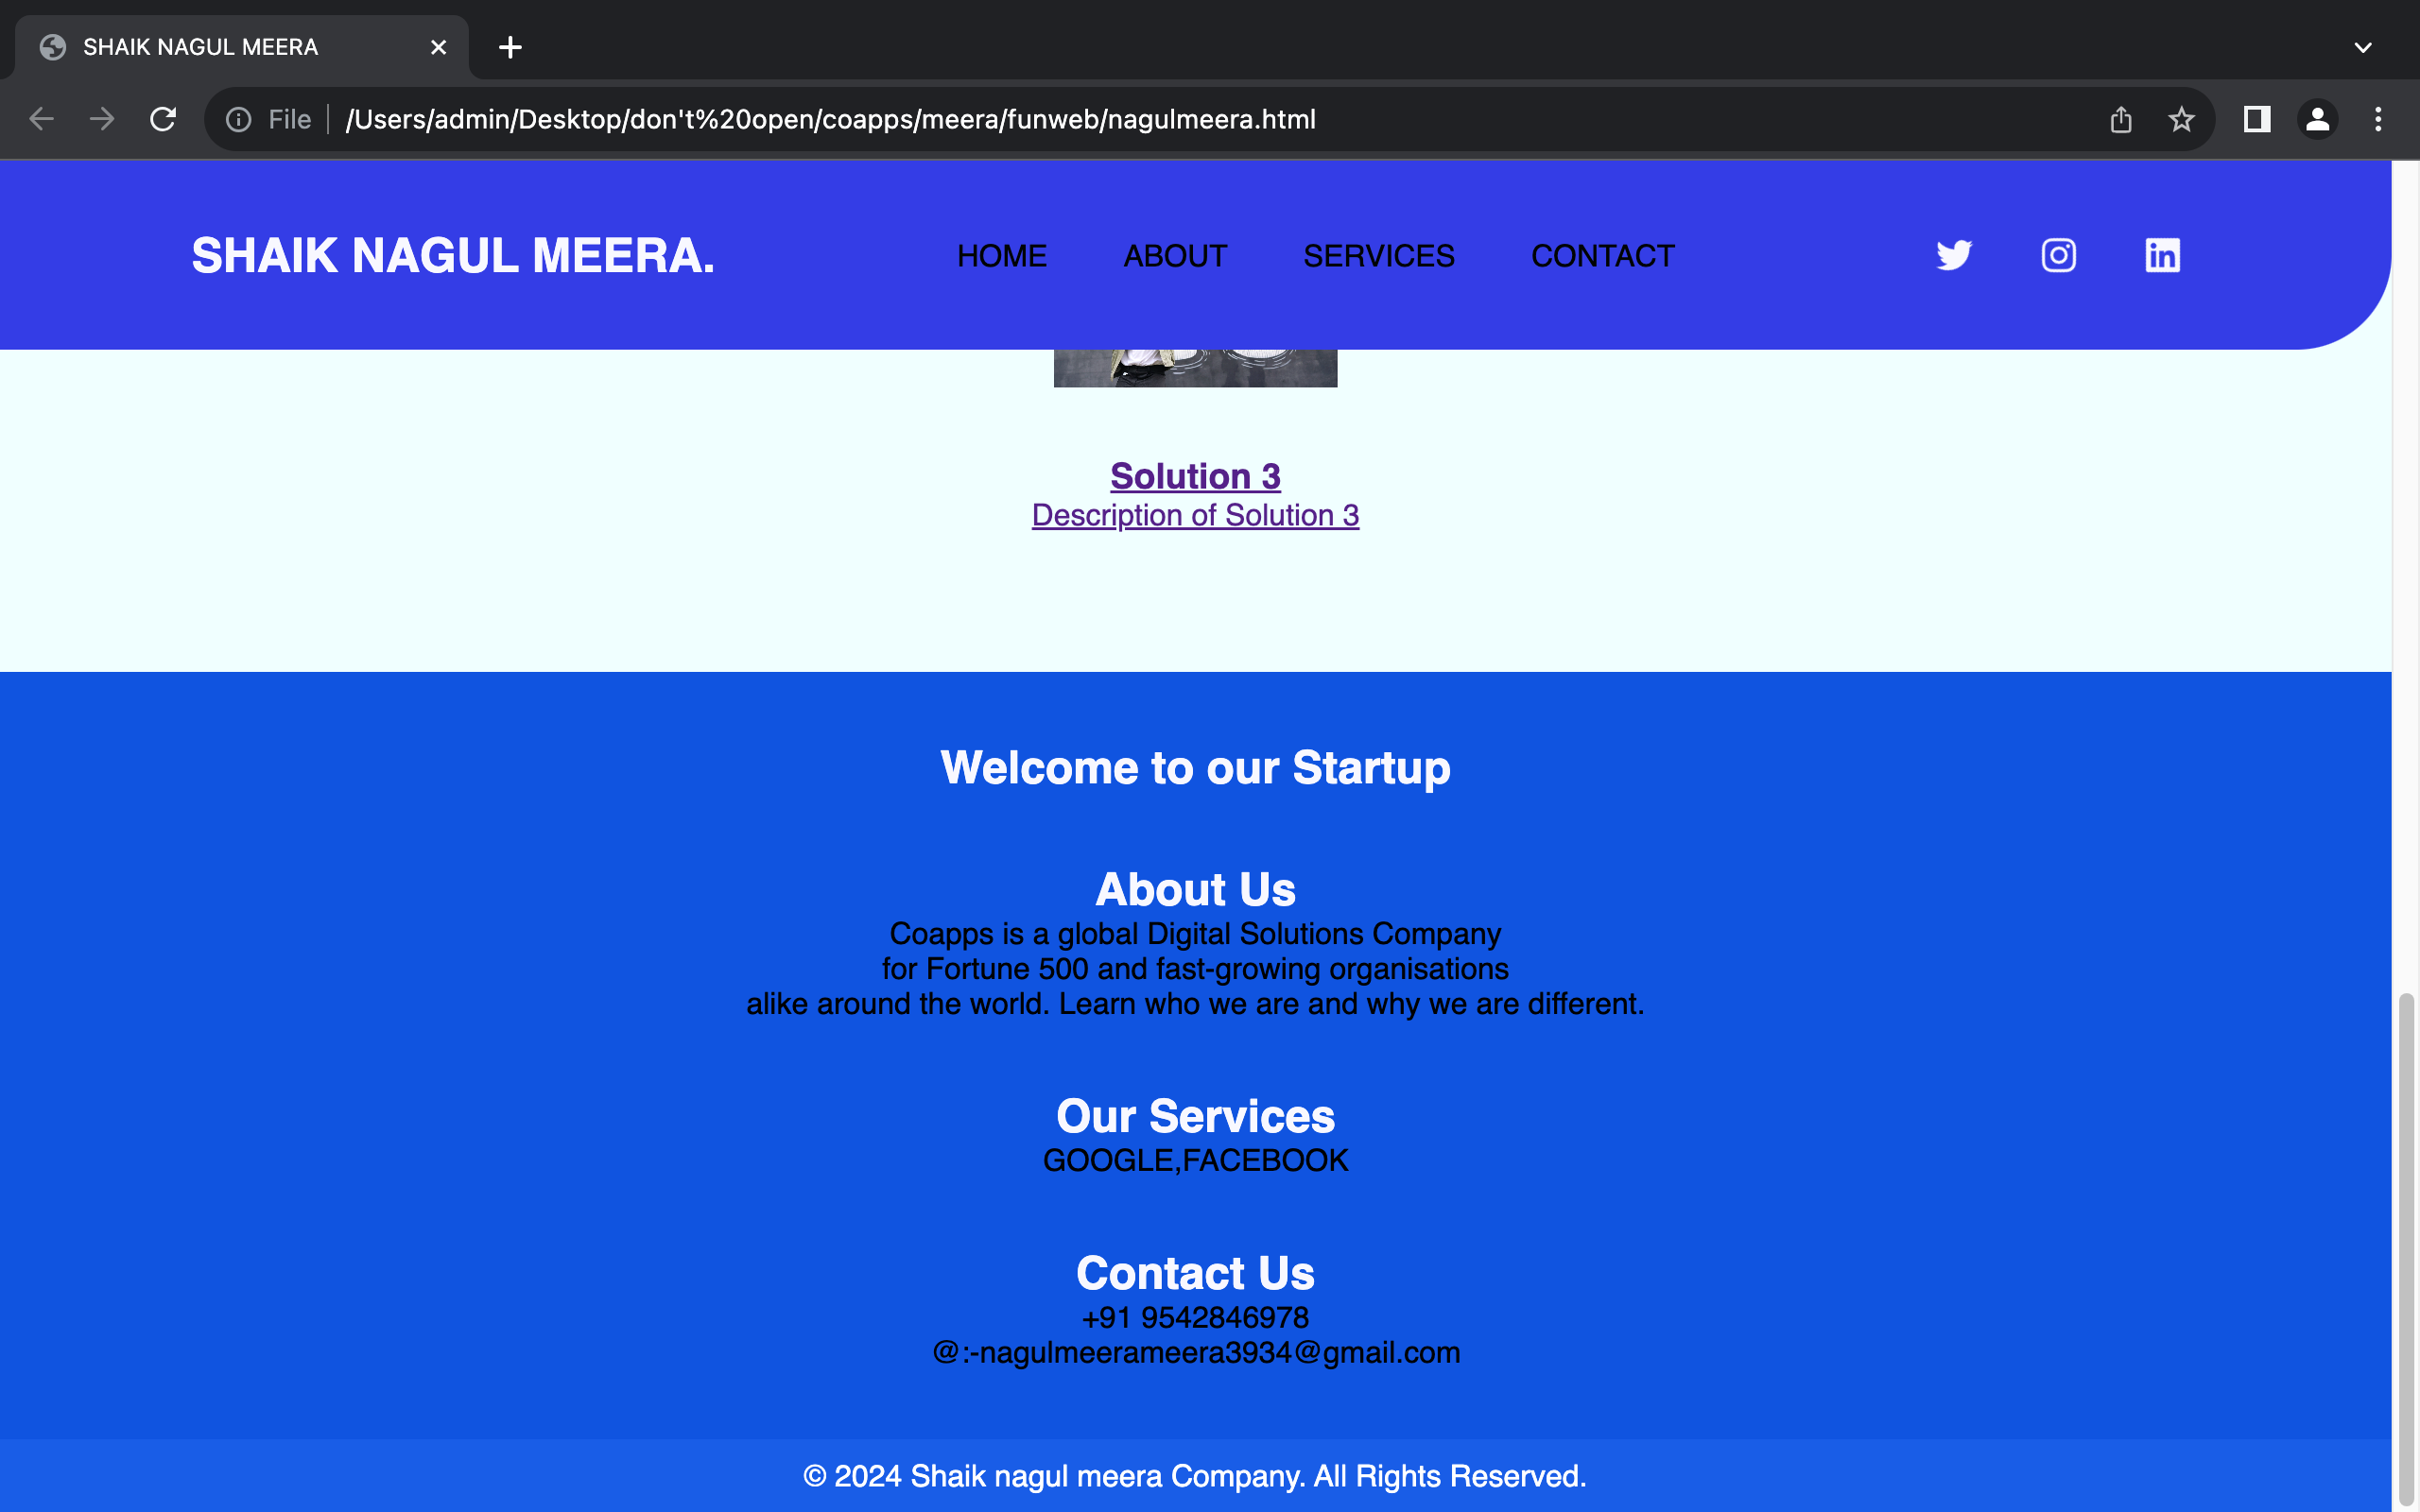 SHAIK NAGUL MEERA
File
/Users/admin/Desktop/don't%20open/coapps/meera/funweb/nagulmeera.html
SHAIK NAGUL MEERA.
HOME
ABOUT
SERVICES
CONTACT
in
Solution 3
Description of Solution 3
Welcome to our Startup
About Us
Coapps is a global Digital Solutions Company
for Fortune 500 and fast-growing organisations
alike around the world. Learn who we are and why we are different.
Our Services
GOOGLE,FACEBOOK
Contact Us
+91 9542846978
@:-nagulmeerameera3934@gmail.com
© 2024 Shaik nagul meera Company. All Rights Reserved.